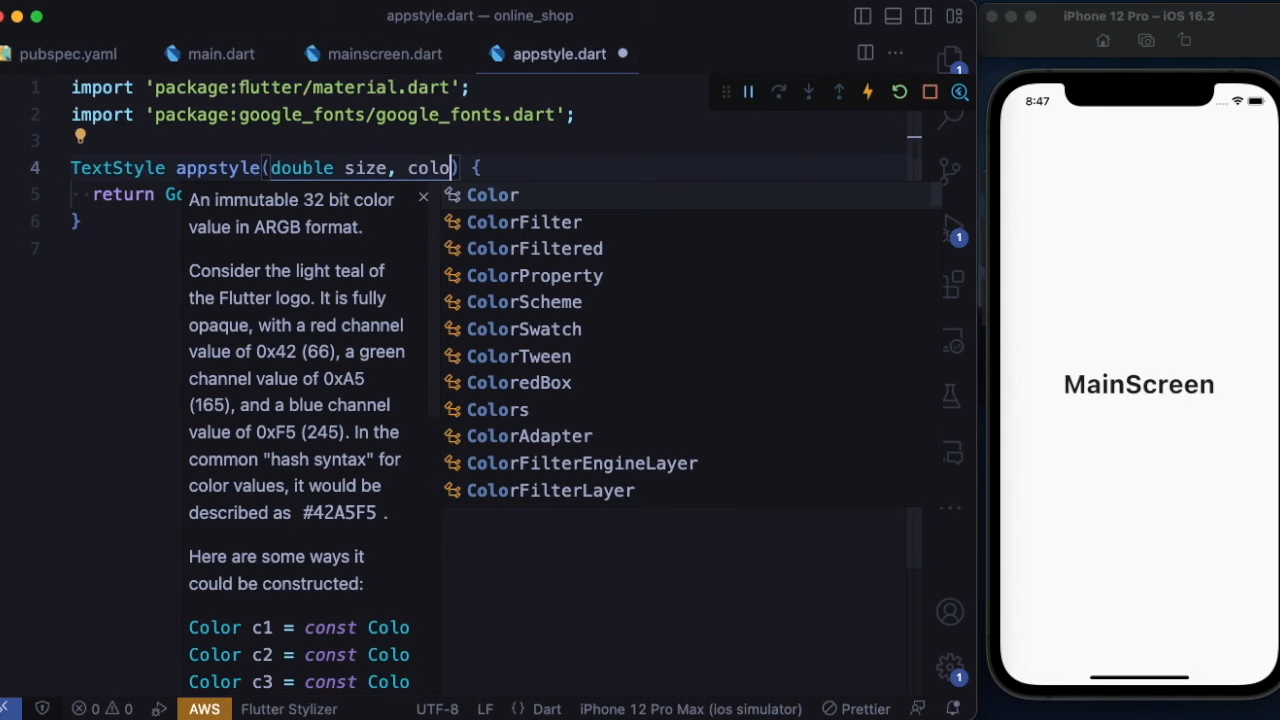 appstyle.dart — online_shop
iPhone 12 Pro – iOS 16.2
pubspec.yaml
main.dart
mainscreen.dart
appstyle.dart
1 import 'package:flutter/material.dart';
2 import 'package:google_fonts/google_fonts.dart';
3
4 TextStyle appstyle(double size, colo) {
5 return Go
6 }
7
An immutable 32 bit color
value in ARGB format.
Consider the light teal of
the Flutter logo. It is fully
opaque, with a red channel
value of 0x42 (66), a green
channel value of 0xA5
(165), and a blue channel
value of 0xF5 (245). In the
common "hash syntax" for
color values, it would be
described as #42A5F5 .
Here are some ways it
could be constructed:
Color c1 = const Colo
Color c2 = const Colo
Color c3 = const Colo
Color
ColorFilter
ColorFiltered
ColorProperty
ColorScheme
ColorSwatch
ColorTween
ColoredBox
Colors
ColorAdapter
ColorFilterEngineLayer
ColorFilterLayer
1
1
1
8:47
MainScreen
0 0 AWS Flutter Stylizer UTF-8 LF {} Dart iPhone 12 Pro Max (ios simulator) Prettier